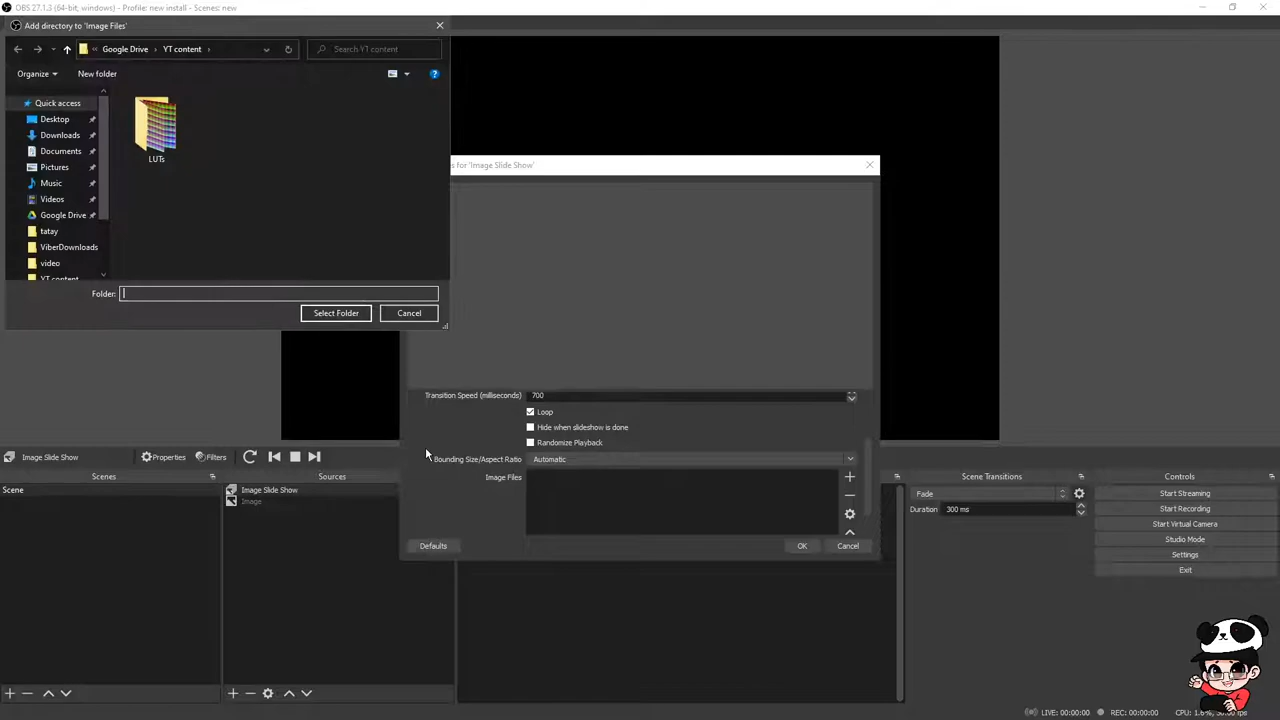 OBS 27.1.3 (64-bit, windows) - Profile: new install - Scenes: new
Add directory to 'Image Files'
Google Drive > YT content >
Search YT content
Organize
New folder
Quick access
Desktop
Downloads
Documents
Pictures
Music
Videos
Google Drive
tatay
ViberDownloads
video
YT content
LUTs
Folder:
Select Folder
Cancel
s for 'Image Slide Show'
Transition Speed (milliseconds)
700
Loop
Hide when slideshow is done
Randomize Playback
Bounding Size/Aspect Ratio
Automatic
Image Files
Defaults
OK
Cancel
Image Slide Show
Properties
Filters
Scenes
Scene
Sources
Image Slide Show
Image
Scene Transitions
Fade
Duration
300 ms
Controls
Start Streaming
Start Recording
Start Virtual Camera
Studio Mode
Settings
Exit
LIVE: 00:00:00
REC: 00:00:00